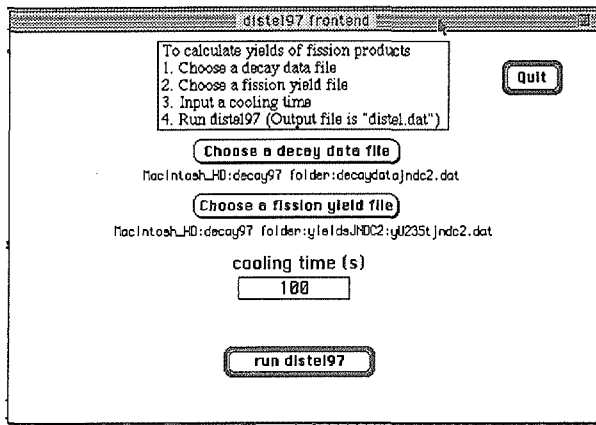 distel97 frontend
To calculate yields of fission products
1. Choose a decay data file
2. Choose a fission yield file
3. Input a cooling time
4. Run distel97 (Output file is "distel.dat")
Quit
Choose a decay data file
Macintosh_HD:decay97 folder:decaydatajndc2.dat
Choose a fission yield file
Macintosh_HD:decay97 folder:yieldsJNDC2:yU235tjndc2.dat
cooling time (s)
100
run distel97